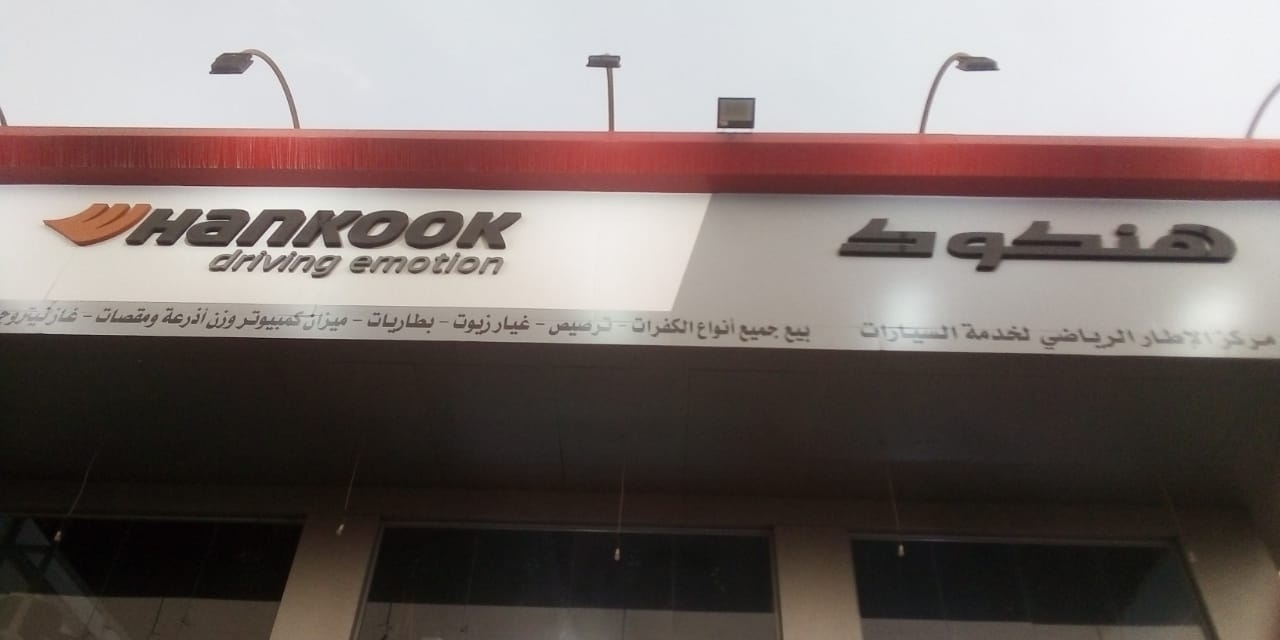 Hankook
driving emotion
هنكوك
مركز الإطار الرياضي لخدمة السيارات
بيع جميع أنواع الكفرات - ترصيص - غيار زيوت - بطاريات - ميزان كمبيوتر وزن أذرعة ومقصات - غاز نيتروج